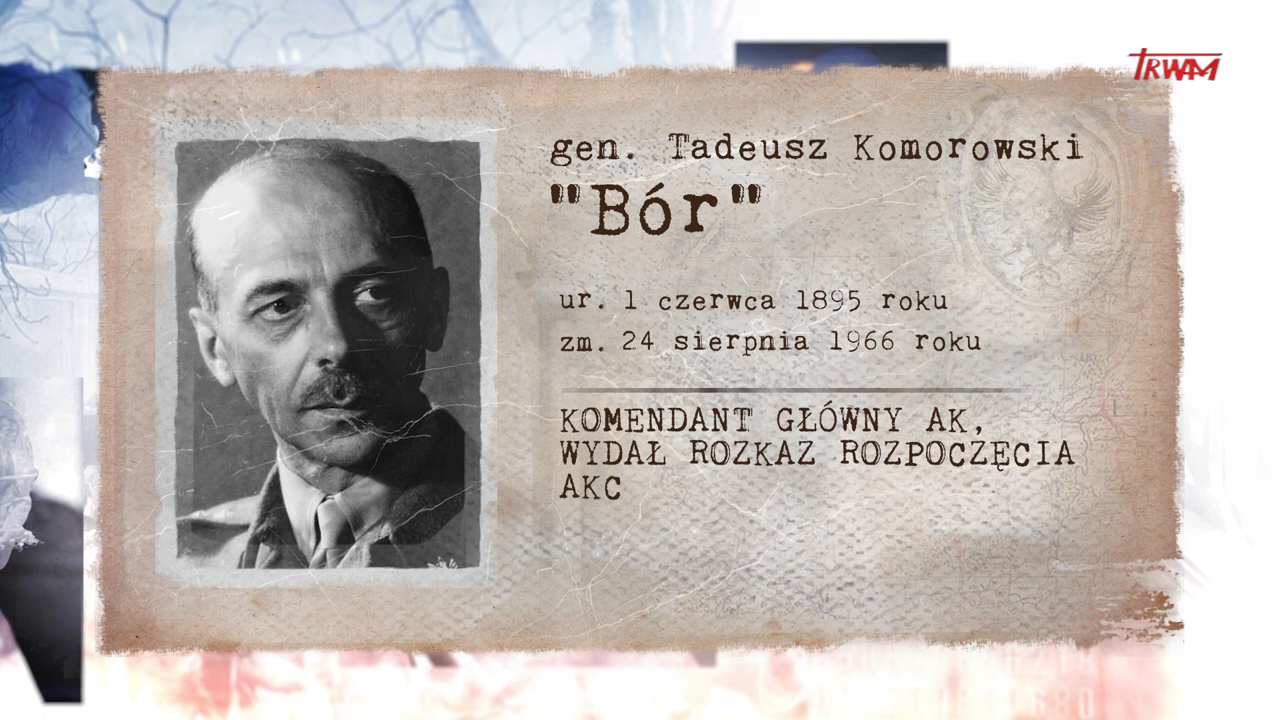 TRWAM
gen. Tadeusz Komorowski
"Bór"
ur. 1 czerwca 1895 roku
zm. 24 sierpnia 1966 roku
KOMENDANT GŁÓWNY AK,
WYDAŁ ROZKAZ ROZPOCZĘCIA
AKC